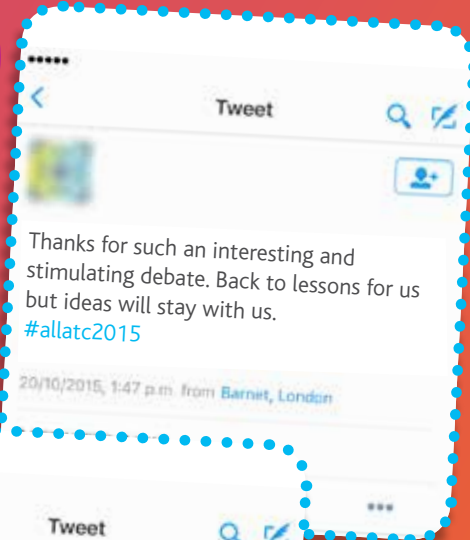 Tweet
Thanks for such an interesting and
stimulating debate. Back to lessons for us
but ideas will stay with us.
#allatc2015
20/10/2015, 1:47 p.m. from Barnet, London
Tweet